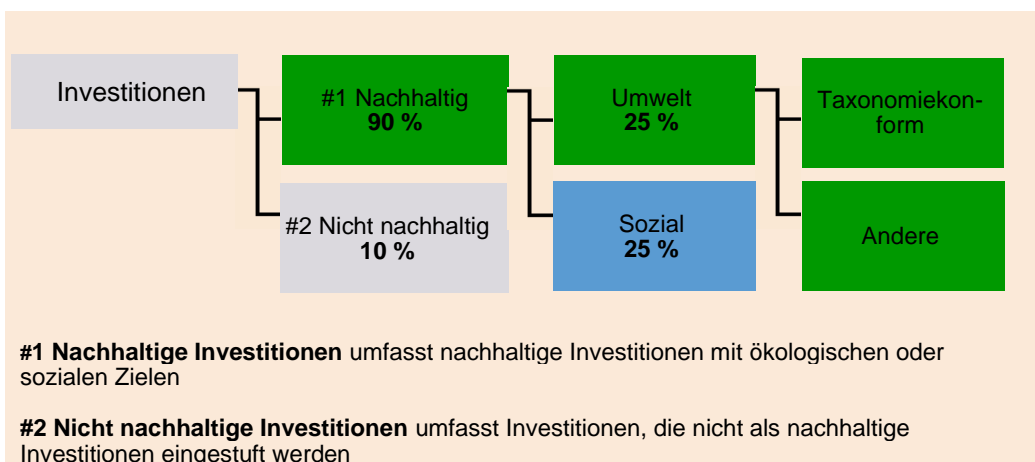 Investitionen
#1 Nachhaltig
90 %
Umwelt
25 %
Taxonomiekon-
form
#2 Nicht nachhaltig
10 %
Sozial
25 %
Andere
#1 Nachhaltige Investitionen umfasst nachhaltige Investitionen mit ökologischen oder
sozialen Zielen
#2 Nicht nachhaltige Investitionen umfasst Investitionen, die nicht als nachhaltige
Investitionen eingestuft werden